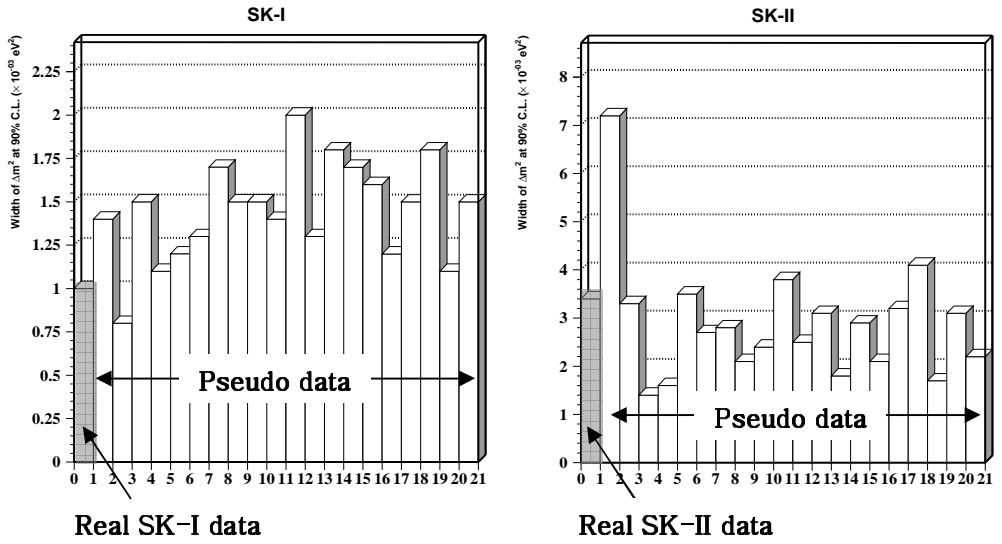 SK-I
Width of Δm² at 90% C.L. (× 10⁻⁰³ eV²)
2.25
2
1.75
1.5
1.25
1
0.75
0.5
0.25
0
0 1 2 3 4 5 6 7 8 9 10 11 12 13 14 15 16 17 18 19 20 21
Pseudo data
Real SK-I data
SK-II
Width of Δm² at 90% C.L. (× 10⁻⁰³ eV²)
8
7
6
5
4
3
2
1
0
0 1 2 3 4 5 6 7 8 9 10 11 12 13 14 15 16 17 18 19 20 21
Pseudo data
Real SK-II data